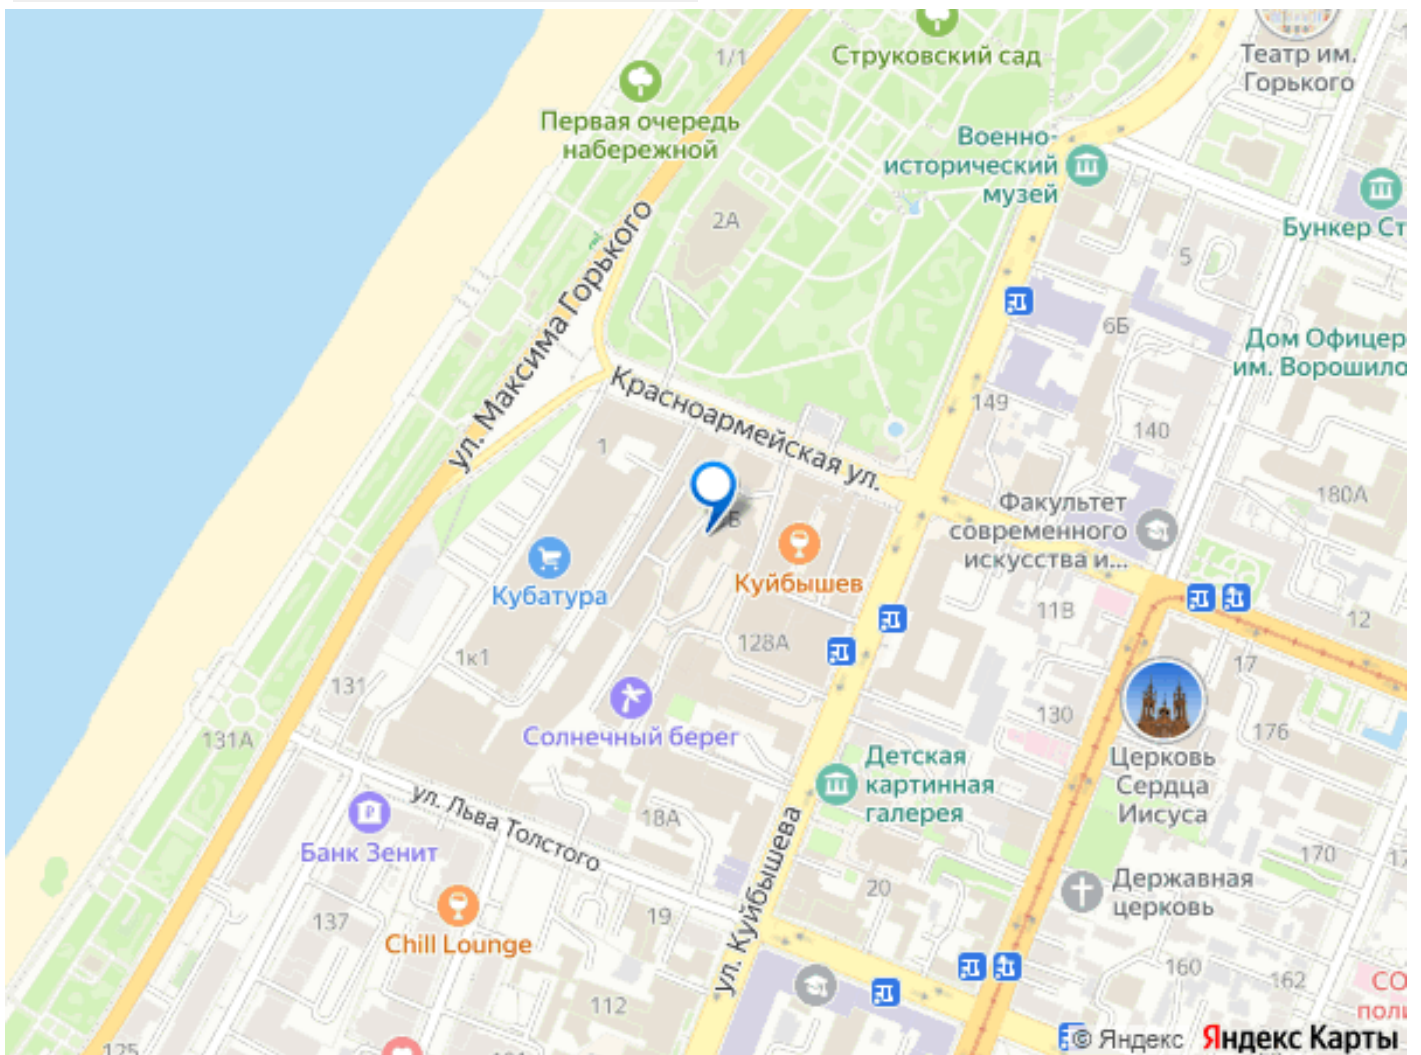 1/1
Струковский сад
Театр им.
Горького
Первая очередь
набережной
Военно-
исторический
музей
2А
Бункер Ст
5
ул. Максима Горького
6Б
Дом Офицер
им. Ворошило
Красноармейская ул.
149
140
1
180А
Факультет
современного
искусства и...
Б
Куйбышев
Кубатура
11В
12
128А
1к1
17
131
Солнечный берег
130
176
131А
Церковь
Сердца
Иисуса
Детская
картинная
галерея
ул. Льва Толстого
18А
Банк Зенит
ул. Куйбышева
170
17
Державная
церковь
20
137
19
Chill Lounge
160
162
СО
поли
112
125
© Яндекс Яндекс Карты